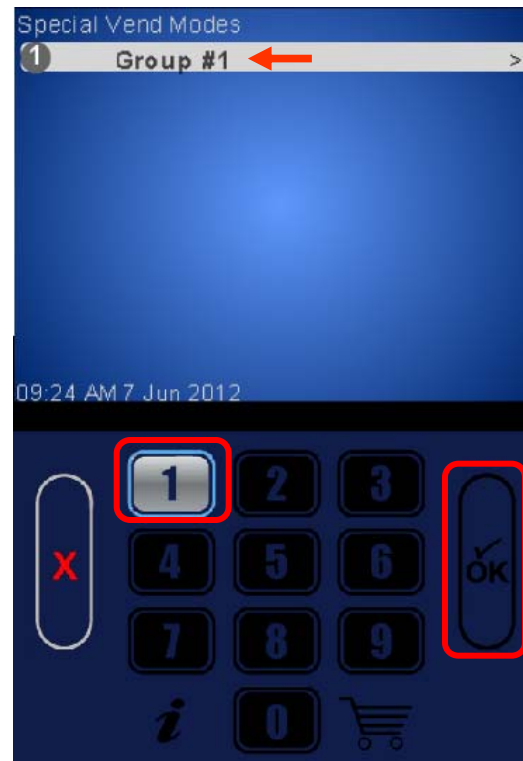 Special Vend Modes
1 Group #1 >
09:24 AM 7 Jun 2012
1 2 3
X 4 5 6 OK
7 8 9
i 0